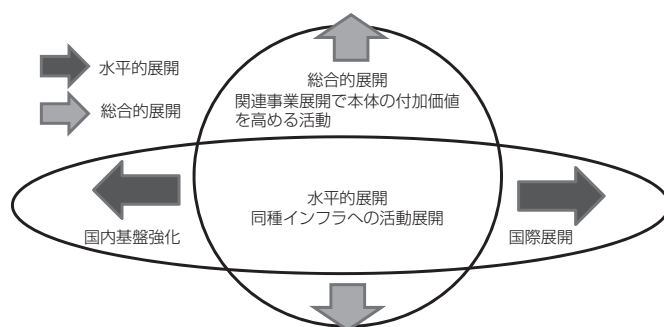 水平的展開
総合的展開
総合的展開
関連事業展開で本体の付加価値
を高める活動
水平的展開
同種インフラへの活動展開
国内基盤強化
国際展開